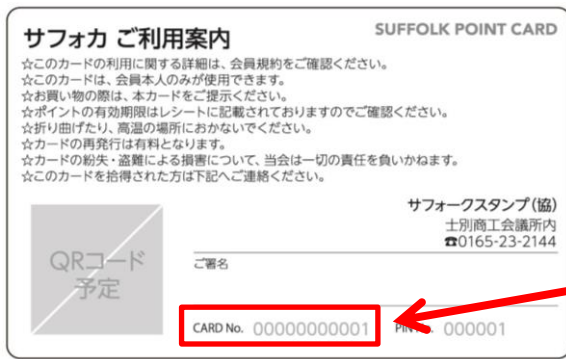 サフォカ ご利用案内
SUFFOLK POINT CARD
☆このカードの利用に関する詳細は、会員規約をご確認ください。
☆このカードは、会員本人のみが使用できます。
☆お買い物の際は、本カードをご提示ください。
☆ポイントの有効期限はレシートに記載されておりますのでご確認ください。
☆折り曲げたり、高温の場所におかないでください。
☆カードの再発行は有料となります。
☆カードの紛失・盗難による損害について、当会は一切の責任を負いかねます。
☆このカードを拾得された方は下記へご連絡ください。
サフォークスタンプ(協)
士別商工会議所内
☎0165-23-2144
QRコード
予定
ご署名
CARD No. 00000000001
000001